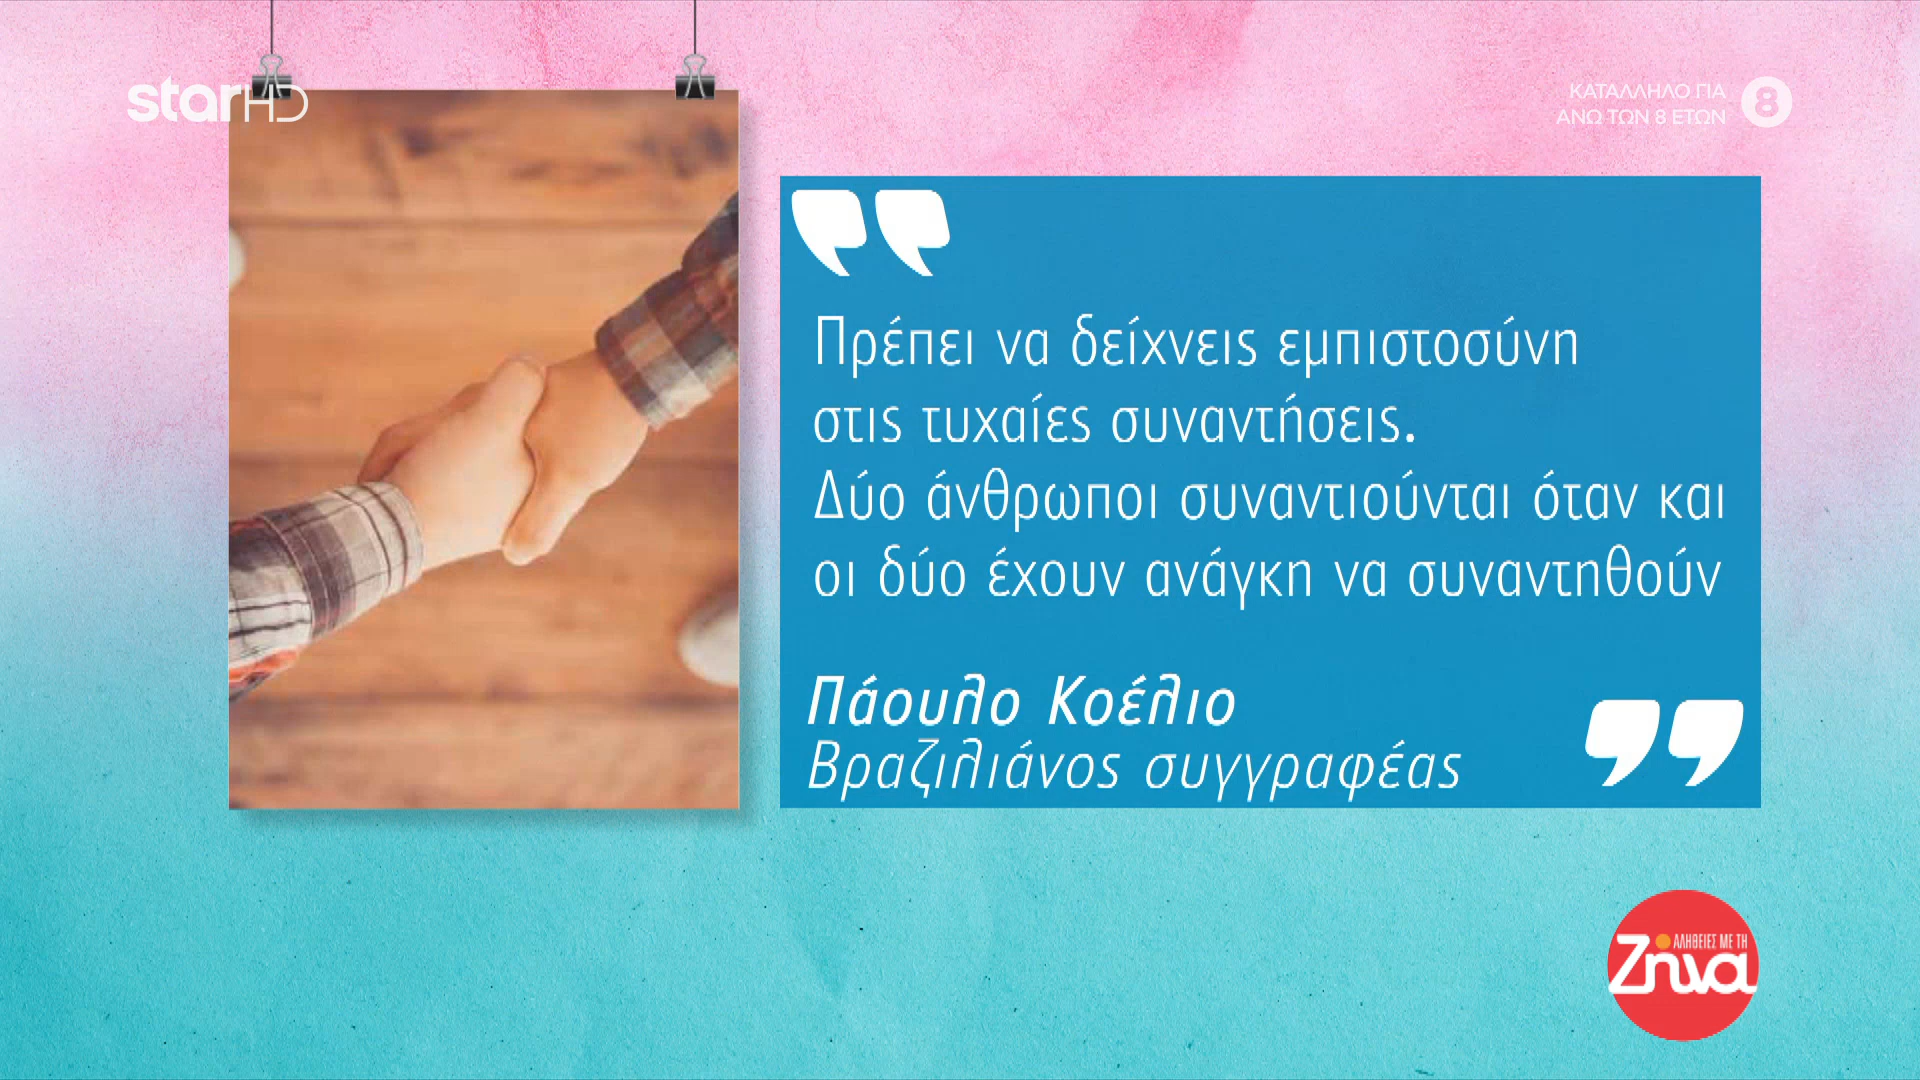 starHD
ΚΑΤΑΛΛΗΛΟ ΓΙΑ
ΑΝΩ ΤΩΝ 8 ΕΤΩΝ
8
Πρέπει να δείχνεις εμπιστοσύνη
στις τυχαίες συναντήσεις.
Δύο άνθρωποι συναντιούνται όταν και
οι δύο έχουν ανάγκη να συναντηθούν
Πάουλο Κοέλιο
Βραζιλιάνος συγγραφέας
ΑΛΗΘΕΙΕΣ ΜΕ ΤΗ
Ζήνα